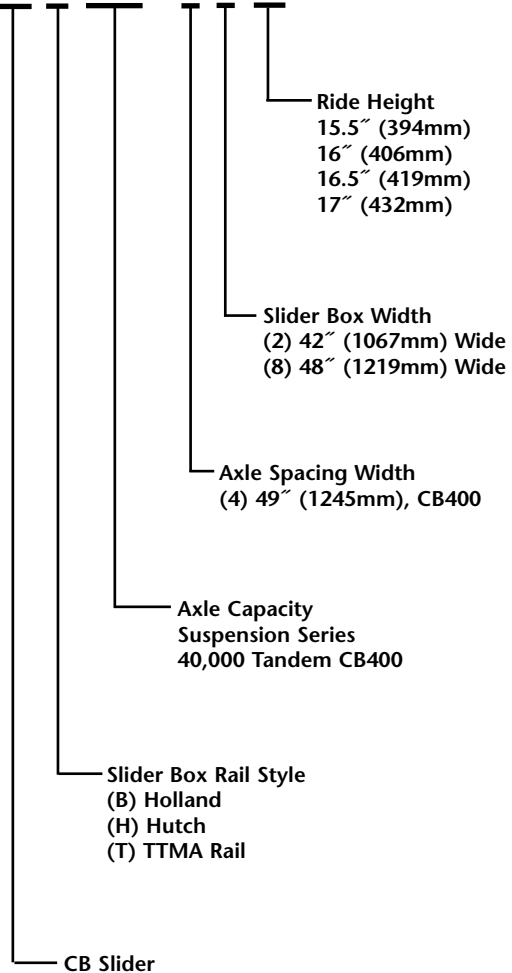 Ride Height
15.5˝ (394mm)
16˝ (406mm)
16.5˝ (419mm)
17˝ (432mm)
Slider Box Width
(2) 42˝ (1067mm) Wide
(8) 48˝ (1219mm) Wide
Axle Spacing Width
(4) 49˝ (1245mm), CB400
Axle Capacity
Suspension Series
40,000 Tandem CB400
Slider Box Rail Style
(B) Holland
(H) Hutch
(T) TTMA Rail
CB Slider